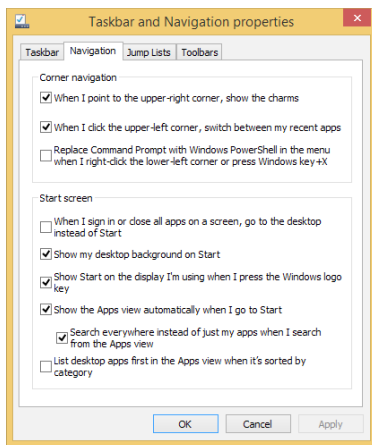 Taskbar and Navigation properties
Taskbar Navigation Jump Lists Toolbars
Corner navigation
When I point to the upper-right corner, show the charms
When I click the upper-left corner, switch between my recent apps
Replace Command Prompt with Windows PowerShell in the menu
when I right-click the lower-left corner or press Windows key+X
Start screen
When I sign in or close all apps on a screen, go to the desktop
instead of Start
Show my desktop background on Start
Show Start on the display I'm using when I press the Windows logo
key
Show the Apps view automatically when I go to Start
Search everywhere instead of just my apps when I search
from the Apps view
List desktop apps first in the Apps view when it's sorted by
category
OK Cancel Apply